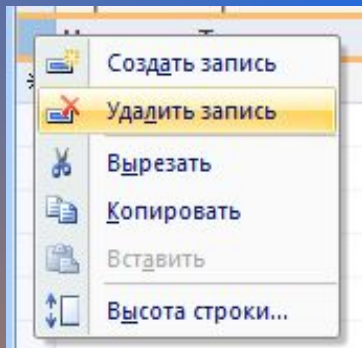 Создать запись
Удалить запись
Вырезать
Копировать
Вставить
Высота строки...